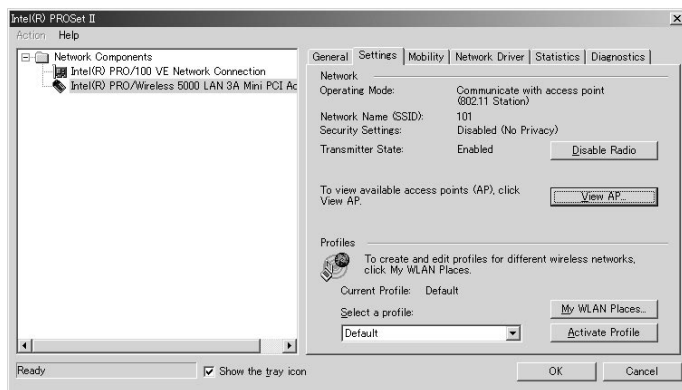 Intel(R) PROSet II
Action Help
Network Components
Intel(R) PRO/100 VE Network Connection
Intel(R) PRO/Wireless 5000 LAN 3A Mini PCI Ac
General Settings Mobility Network Driver Statistics Diagnostics
Network
Operating Mode: Communicate with access point
(802.11 Station)
Network Name (SSID): 101
Security Settings: Disabled (No Privacy)
Transmitter State: Enabled Disable Radio
To view available access points (AP), click
View AP. View AP...
Profiles
To create and edit profiles for different wireless networks,
click My WLAN Places.
Current Profile: Default
Select a profile: My WLAN Places...
Default Activate Profile
Ready Show the tray icon OK Cancel